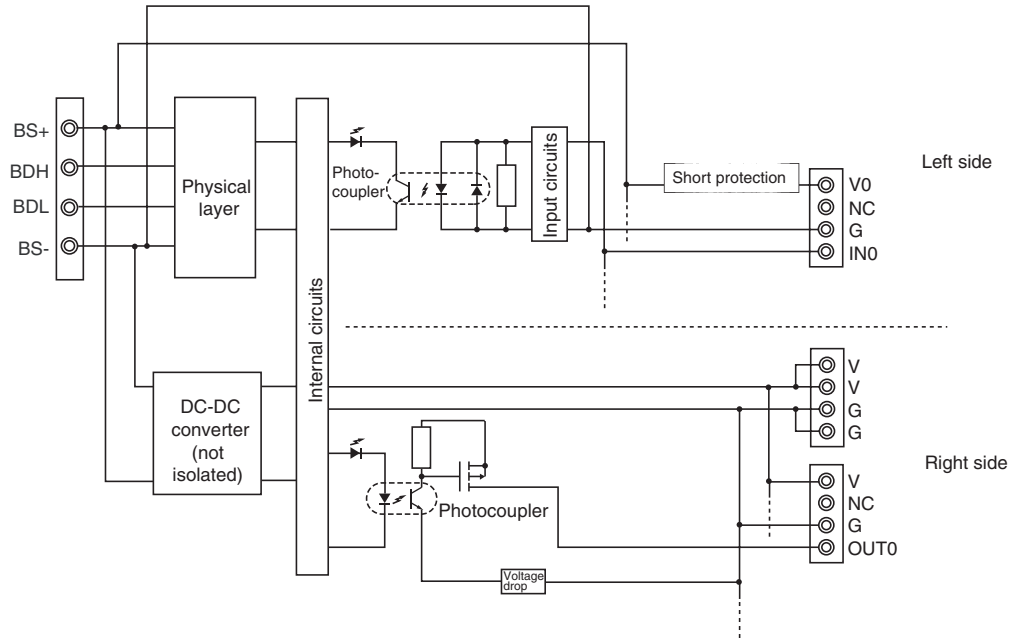 BS+
BDH
BDL
BS-
Physical
layer
Internal circuits
Photo-
coupler
Input circuits
Short protection
V0
NC
G
IN0
Left side
DC-DC
converter
(not
isolated)
Photocoupler
Voltage
drop
V
V
G
G
Right side
V
NC
G
OUT0